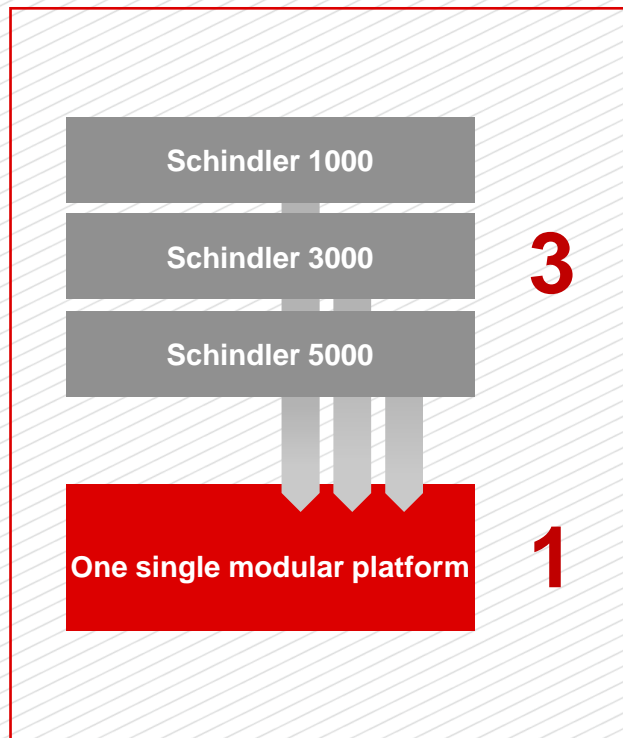 Schindler 1000
Schindler 3000
3
Schindler 5000
One single modular platform
1